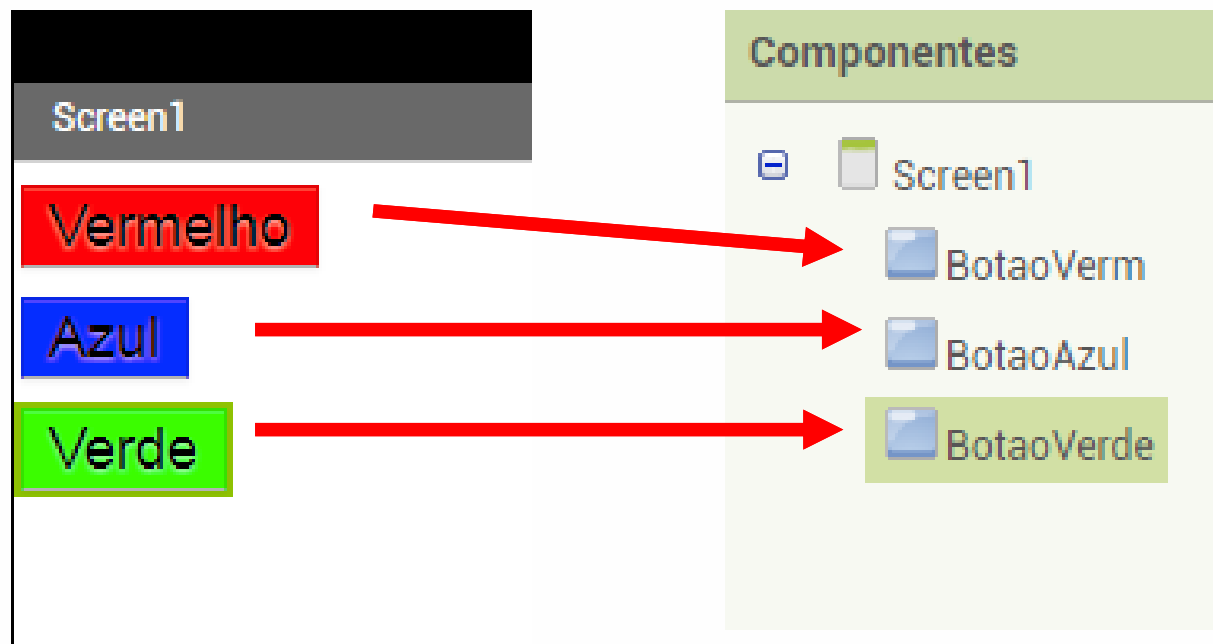 Screen1
Vermelho
Azul
Verde
Componentes
Screen1
BotaoVerm
BotaoAzul
BotaoVerde